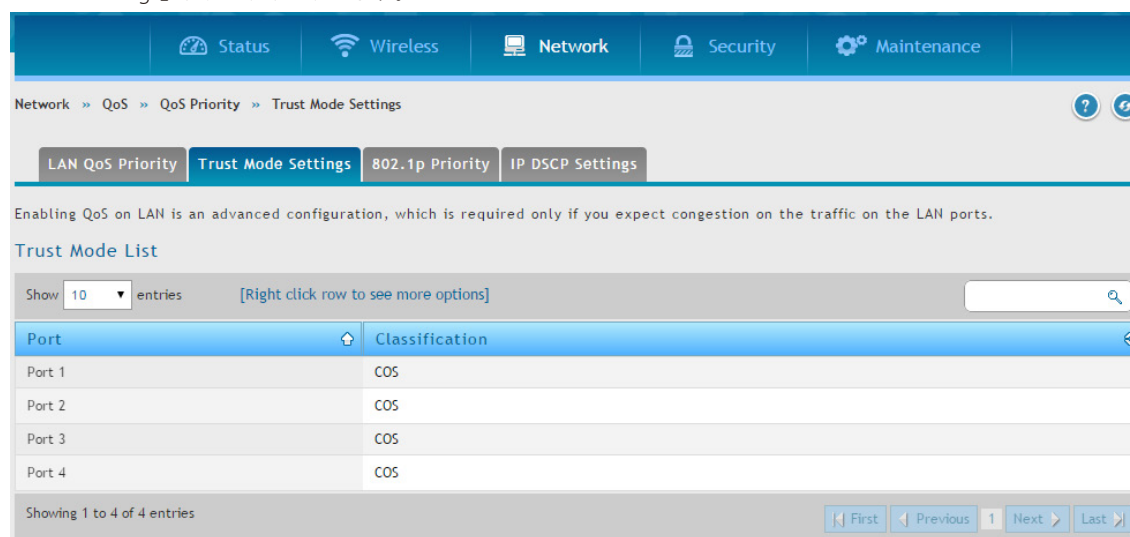 Status Wireless Network Security Maintenance
Network » QoS » QoS Priority » Trust Mode Settings
LAN QoS Priority Trust Mode Settings 802.1p Priority IP DSCP Settings
Enabling QoS on LAN is an advanced configuration, which is required only if you expect congestion on the traffic on the LAN ports.
Trust Mode List
Show 10 entries [Right click row to see more options]
Port Classification
Port 1 COS
Port 2 COS
Port 3 COS
Port 4 COS
Showing 1 to 4 of 4 entries First Previous 1 Next Last